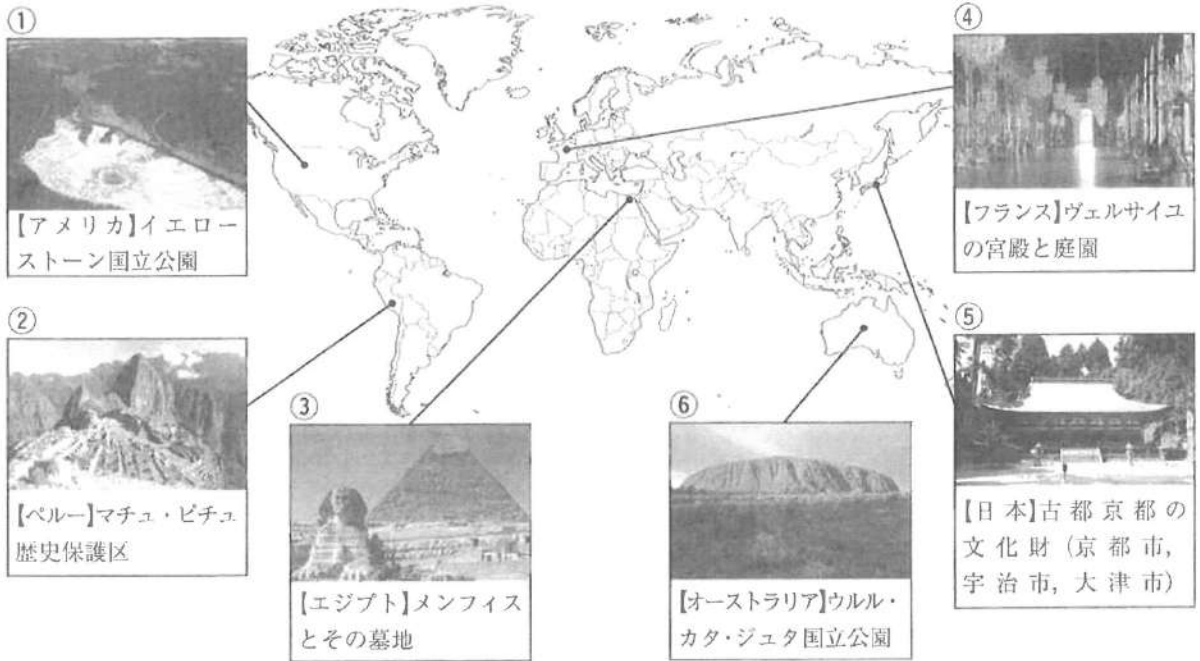 ①
【アメリカ】イエロー
ストーン国立公園
②
【ペルー】マチュ・ピチュ
歴史保護区
③
【エジプト】メンフィス
とその墓地
④
【フランス】ヴェルサイユ
の宮殿と庭園
⑤
【日本】古都京都の
文化財(京都市,
宇治市,大津市)
⑥
【オーストラリア】ウルル・
カタ・ジュタ国立公園